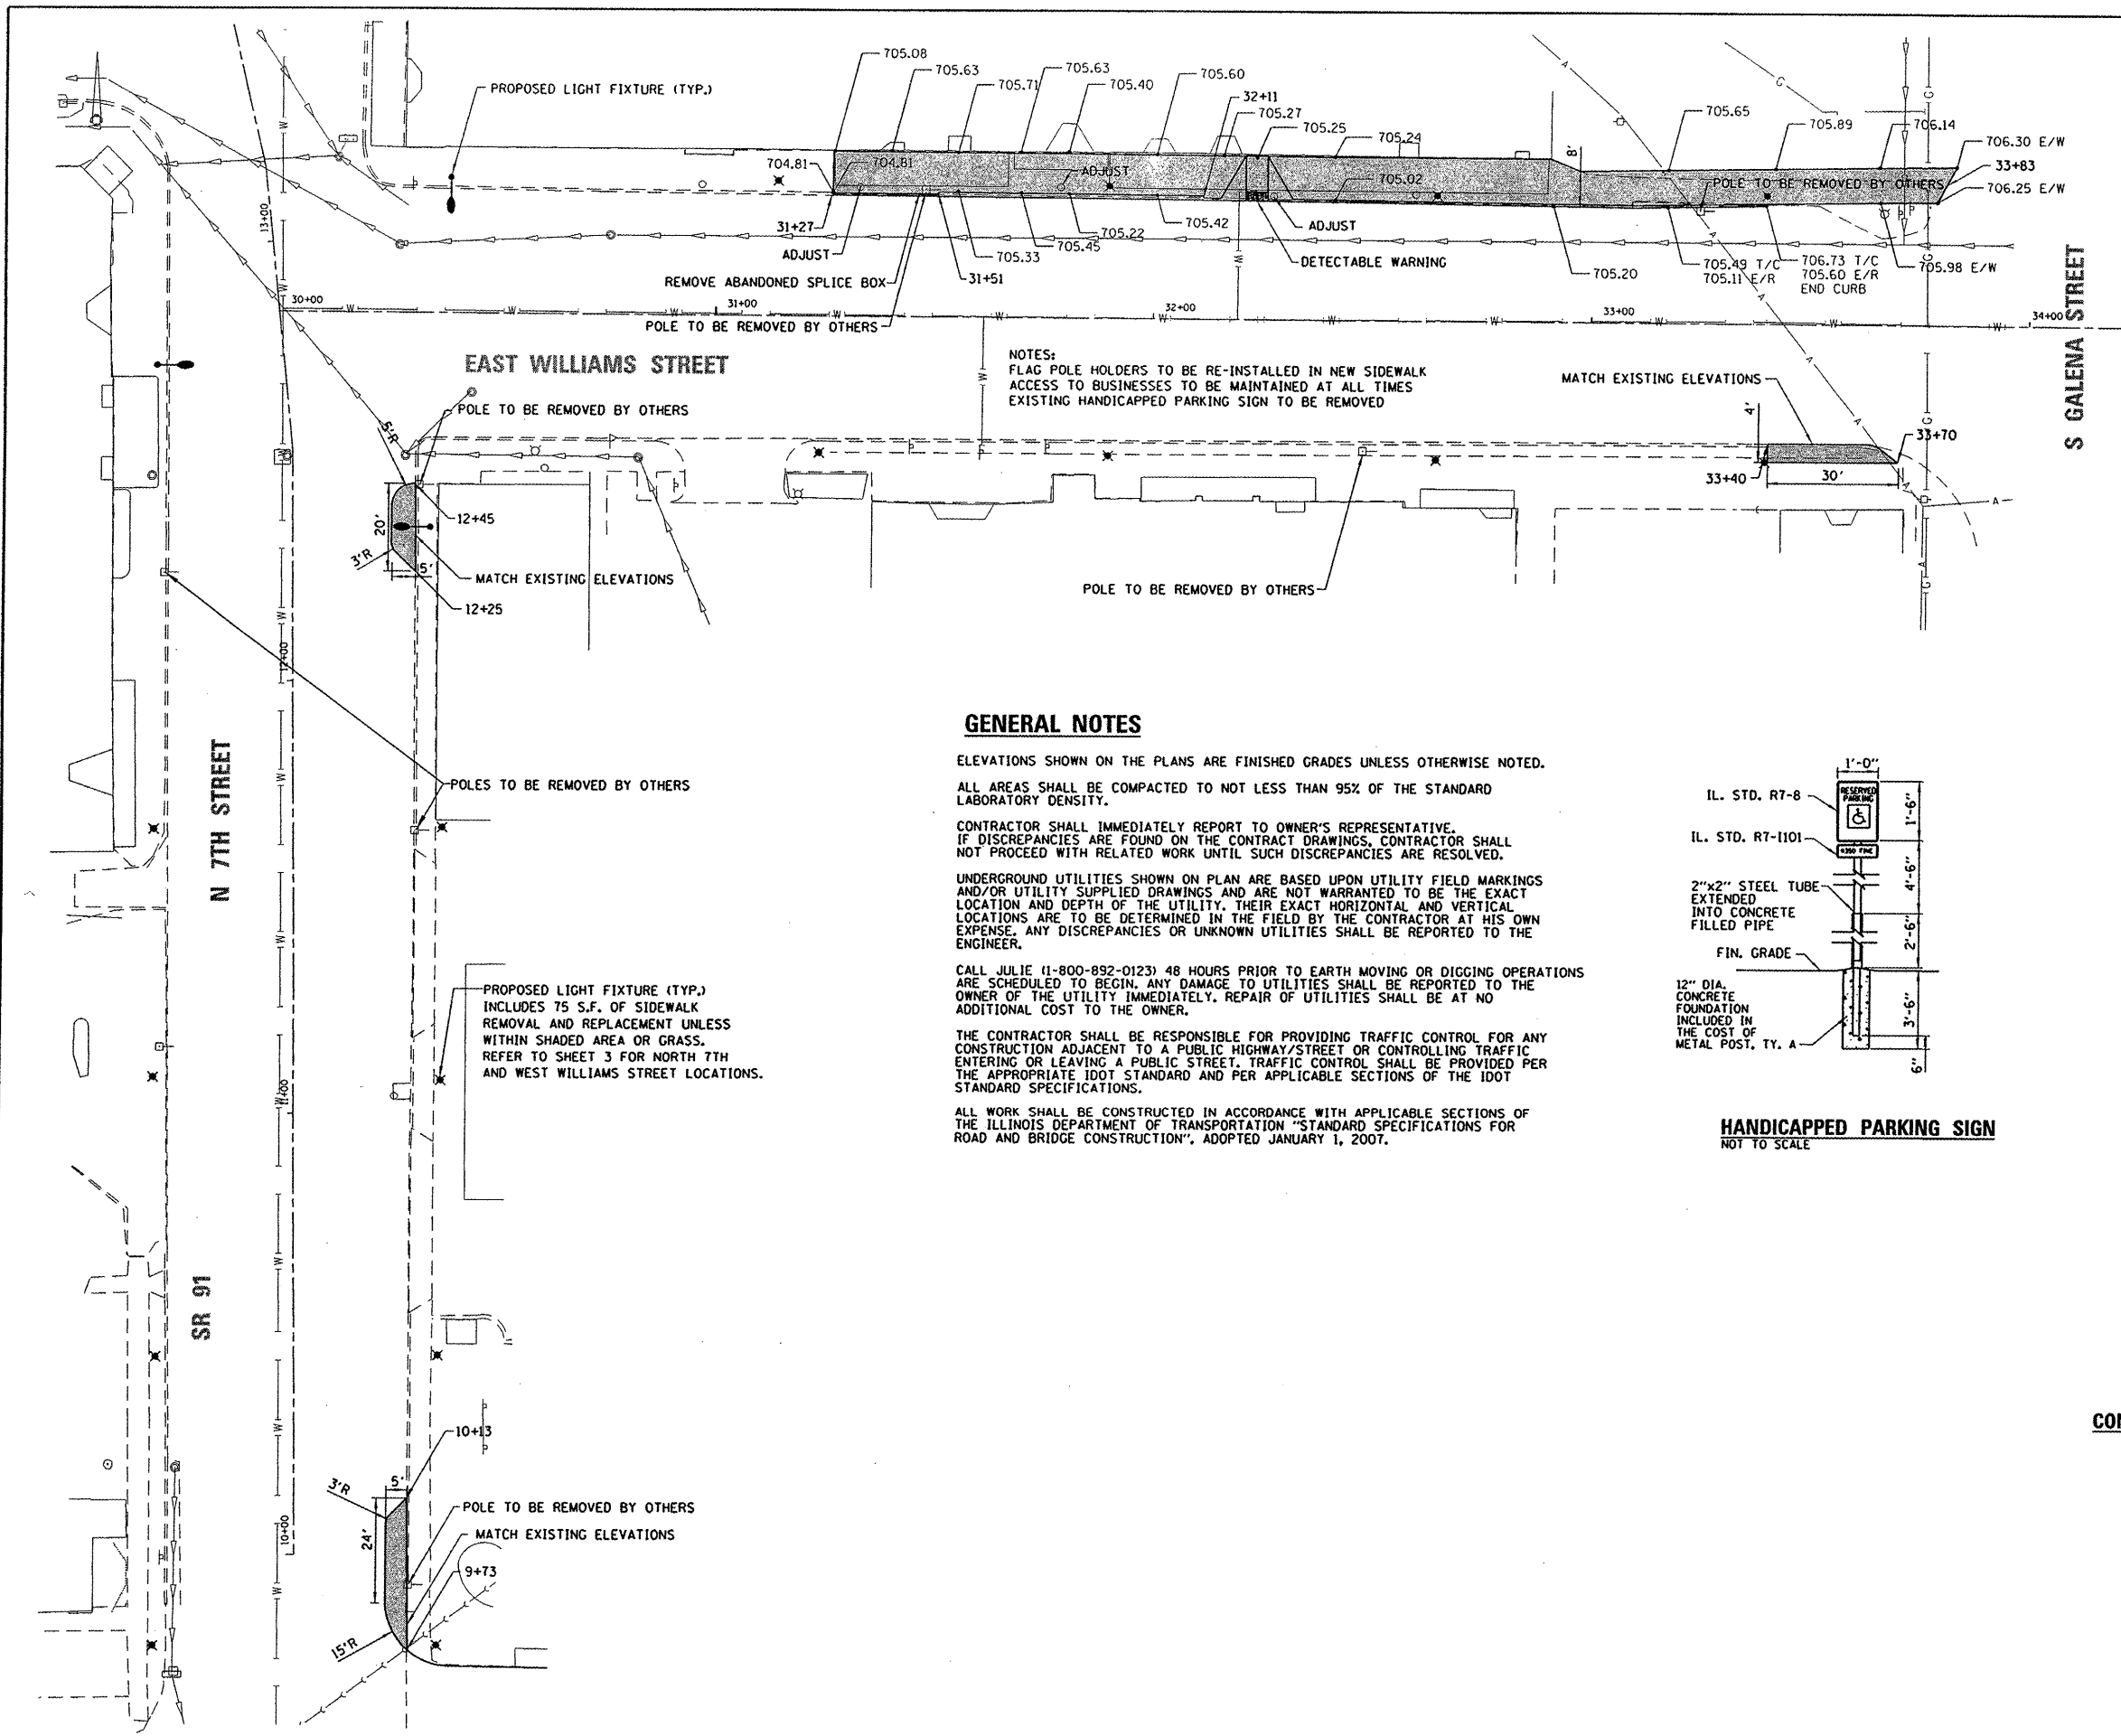 705.08
705.63
705.63
705.71
705.40
705.60
32+11
705.27
705.25
705.24
705.65
705.89
706.14
706.30 E/W
33+83
706.25 E/W
PROPOSED LIGHT FIXTURE (TYP.)
704.81
704.81
ADJUST
8'
705.02
POLE TO BE REMOVED BY OTHERS
31+27
ADJUST
705.33
705.45
705.22
705.42
ADJUST
DETECTABLE WARNING
705.20
705.49 T/C
705.11 E/R
706.73 T/C
705.60 E/R
END CURB
705.98 E/W
REMOVE ABANDONED SPLICE BOX
31+51
POLE TO BE REMOVED BY OTHERS
13+00
30+00
31+00
32+00
33+00
34+00
S GALENA STREET
EAST WILLIAMS STREET
NOTES:
FLAG POLE HOLDERS TO BE RE-INSTALLED IN NEW SIDEWALK
ACCESS TO BUSINESSES TO BE MAINTAINED AT ALL TIMES
EXISTING HANDICAPPED PARKING SIGN TO BE REMOVED
MATCH EXISTING ELEVATIONS
4'
33+70
33+40
30'
POLE TO BE REMOVED BY OTHERS
5'R
12+45
20'
3'R
5'
MATCH EXISTING ELEVATIONS
12+25
POLE TO BE REMOVED BY OTHERS
12+00
N 7TH STREET
POLES TO BE REMOVED BY OTHERS
GENERAL NOTES
ELEVATIONS SHOWN ON THE PLANS ARE FINISHED GRADES UNLESS OTHERWISE NOTED.
ALL AREAS SHALL BE COMPACTED TO NOT LESS THAN 95% OF THE STANDARD
LABORATORY DENSITY.
CONTRACTOR SHALL IMMEDIATELY REPORT TO OWNER'S REPRESENTATIVE.
IF DISCREPANCIES ARE FOUND ON THE CONTRACT DRAWINGS, CONTRACTOR SHALL
NOT PROCEED WITH RELATED WORK UNTIL SUCH DISCREPANCIES ARE RESOLVED.
UNDERGROUND UTILITIES SHOWN ON PLAN ARE BASED UPON UTILITY FIELD MARKINGS
AND/OR UTILITY SUPPLIED DRAWINGS AND ARE NOT WARRANTED TO BE THE EXACT
LOCATION AND DEPTH OF THE UTILITY. THEIR EXACT HORIZONTAL AND VERTICAL
LOCATIONS ARE TO BE DETERMINED IN THE FIELD BY THE CONTRACTOR AT HIS OWN
EXPENSE. ANY DISCREPANCIES OR UNKNOWN UTILITIES SHALL BE REPORTED TO THE
ENGINEER.
CALL JULIE (1-800-892-0123) 48 HOURS PRIOR TO EARTH MOVING OR DIGGING OPERATIONS
ARE SCHEDULED TO BEGIN. ANY DAMAGE TO UTILITIES SHALL BE REPORTED TO THE
OWNER OF THE UTILITY IMMEDIATELY. REPAIR OF UTILITIES SHALL BE AT NO
ADDITIONAL COST TO THE OWNER.
THE CONTRACTOR SHALL BE RESPONSIBLE FOR PROVIDING TRAFFIC CONTROL FOR ANY
CONSTRUCTION ADJACENT TO A PUBLIC HIGHWAY/STREET OR CONTROLLING TRAFFIC
ENTERING OR LEAVING A PUBLIC STREET. TRAFFIC CONTROL SHALL BE PROVIDED PER
THE APPROPRIATE IDOT STANDARD AND PER APPLICABLE SECTIONS OF THE IDOT
STANDARD SPECIFICATIONS.
ALL WORK SHALL BE CONSTRUCTED IN ACCORDANCE WITH APPLICABLE SECTIONS OF
THE ILLINOIS DEPARTMENT OF TRANSPORTATION "STANDARD SPECIFICATIONS FOR
ROAD AND BRIDGE CONSTRUCTION", ADOPTED JANUARY 1, 2007.
1'-0"
RESERVED
PARKING
IL. STD. R7-8
1'-6"
IL. STD. R7-I101
4'-6"
2"x2" STEEL TUBE
EXTENDED
INTO CONCRETE
FILLED PIPE
2'-6"
FIN. GRADE
12" DIA.
CONCRETE
FOUNDATION
INCLUDED IN
THE COST OF
METAL POST, TY. A
3'-6"
6"
HANDICAPPED PARKING SIGN
NOT TO SCALE
PROPOSED LIGHT FIXTURE (TYP.)
INCLUDES 75 S.F. OF SIDEWALK
REMOVAL AND REPLACEMENT UNLESS
WITHIN SHADED AREA OR GRASS.
REFER TO SHEET 3 FOR NORTH 7TH
AND WEST WILLIAMS STREET LOCATIONS.
11+00
SR 91
10+13
5'
3'R
24'
POLE TO BE REMOVED BY OTHERS
MATCH EXISTING ELEVATIONS
10+00
9+73
15'R